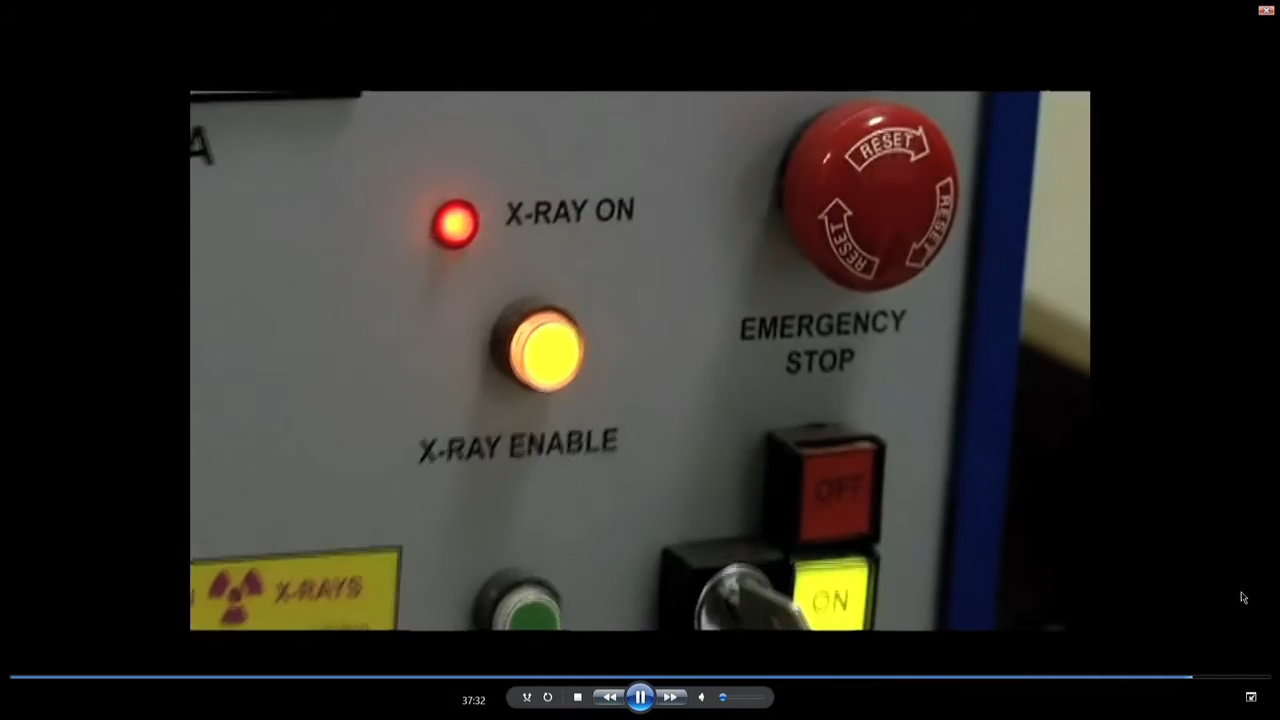 A
X-RAY ON
RESET
RESET
RESET
EMERGENCY
STOP
X-RAY ENABLE
OFF
X-RAYS
ON
37:32